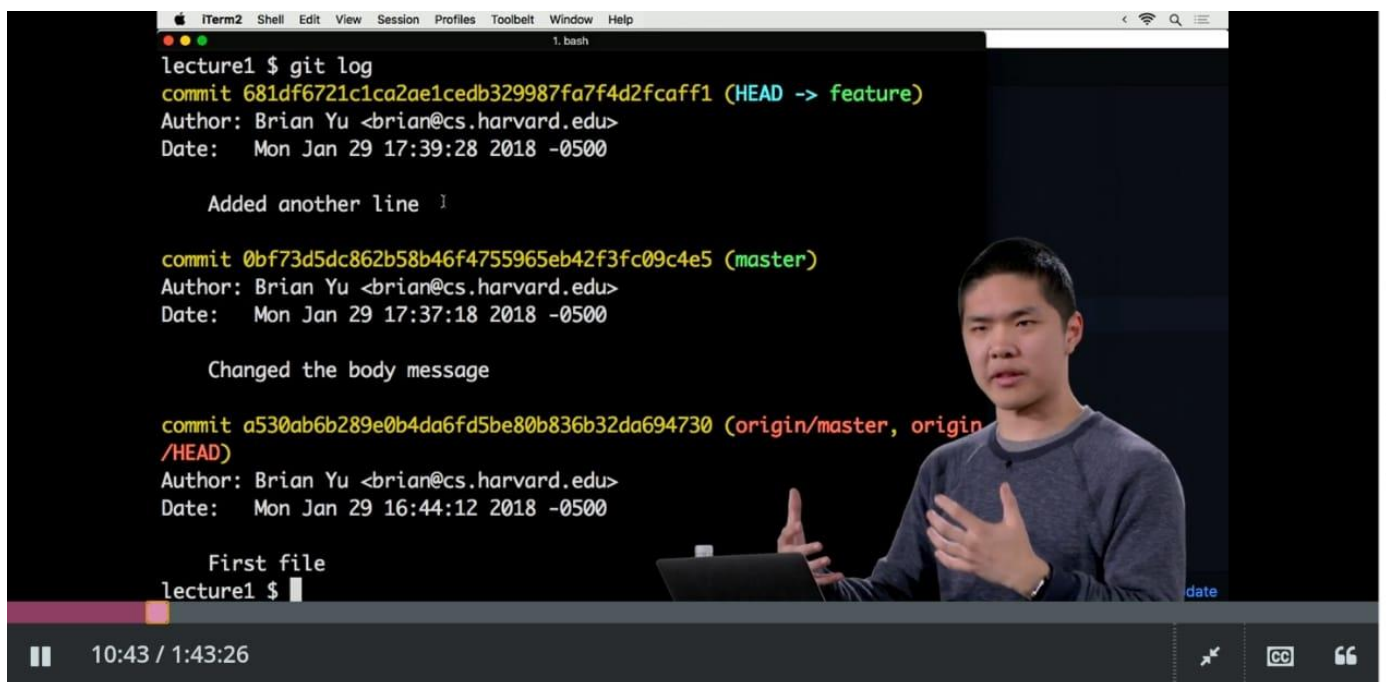 iTerm2 Shell Edit View Session Profiles Toolbelt Window Help
1. bash
lecture1 $ git log
commit 681df6721c1ca2ae1cedb329987fa7f4d2fcaff1 (HEAD -> feature)
Author: Brian Yu <brian@cs.harvard.edu>
Date:   Mon Jan 29 17:39:28 2018 -0500
Added another line
commit 0bf73d5dc862b58b46f4755965eb42f3fc09c4e5 (master)
Author: Brian Yu <brian@cs.harvard.edu>
Date:   Mon Jan 29 17:37:18 2018 -0500
Changed the body message
commit a530ab6b289e0b4da6fd5be80b836b32da694730 (origin/master, origin
/HEAD)
Author: Brian Yu <brian@cs.harvard.edu>
Date:   Mon Jan 29 16:44:12 2018 -0500
First file
lecture1 $
date
10:43 / 1:43:26
CC